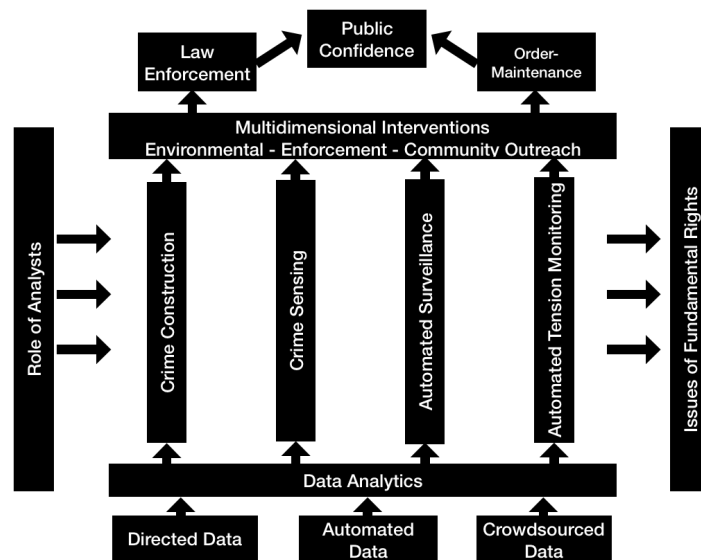 Public
Confidence
Law
Enforcement
Order-
Maintenance
Multidimensional Interventions
Environmental - Enforcement - Community Outreach
Role of Analysts
Crime Construction
Crime Sensing
Automated Surveillance
Automated Tension Monitoring
Issues of Fundamental Rights
Data Analytics
Directed Data
Automated
Data
Crowdsourced
Data